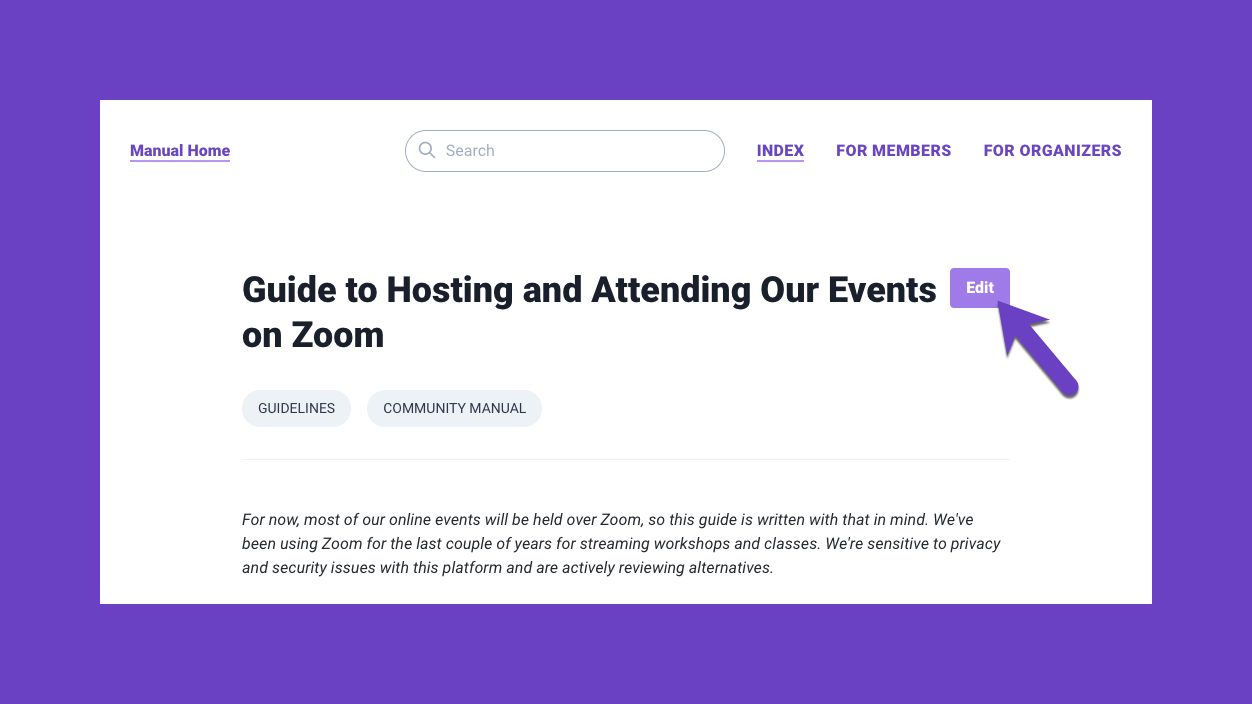 Manual Home
Search
INDEX
FOR MEMBERS
FOR ORGANIZERS
Guide to Hosting and Attending Our Events
on Zoom
Edit
GUIDELINES
COMMUNITY MANUAL
For now, most of our online events will be held over Zoom, so this guide is written with that in mind. We've
been using Zoom for the last couple of years for streaming workshops and classes. We're sensitive to privacy
and security issues with this platform and are actively reviewing alternatives.